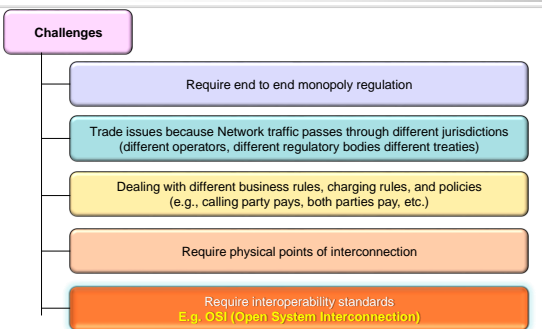 Challenges
Require end to end monopoly regulation
Trade issues because Network traffic passes through different jurisdictions
(different operators, different regulatory bodies different treaties)
Dealing with different business rules, charging rules, and policies
(e.g., calling party pays, both parties pay, etc.)
Require physical points of interconnection
Require interoperability standards
E.g. OSI (Open System Interconnection)